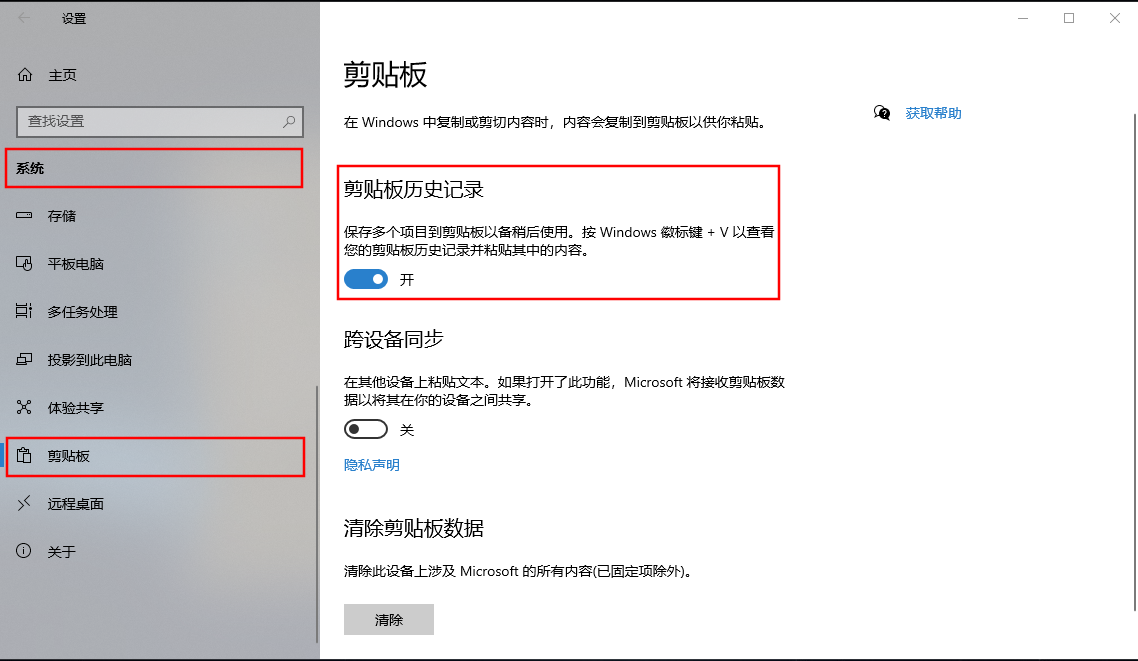 设置
主页
查找设置
系统
存储
平板电脑
多任务处理
投影到此电脑
体验共享
剪贴板
远程桌面
关于
剪贴板
在 Windows 中复制或剪切内容时，内容会复制到剪贴板以供你粘贴。
剪贴板历史记录
保存多个项目到剪贴板以备稍后使用。按 Windows 徽标键 + V 以查看
您的剪贴板历史记录并粘贴其中的内容。
开
跨设备同步
在其他设备上粘贴文本。如果打开了此功能，Microsoft 将接收剪贴板数
据以将其在你的设备之间共享。
关
隐私声明
清除剪贴板数据
清除此设备上涉及 Microsoft 的所有内容(已固定项除外)。
清除
获取帮助